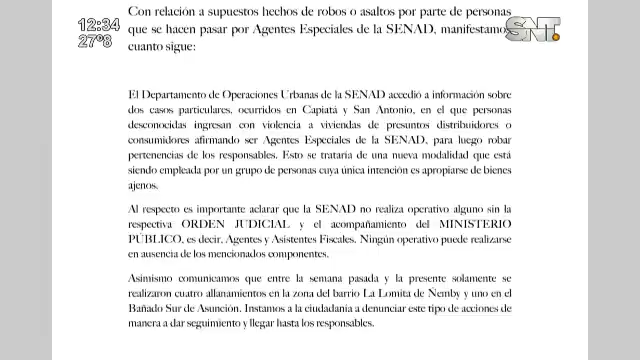 12:34
27º8
SNT.
Con relación a supuestos hechos de robos o asaltos por parte de personas
que se hacen pasar por Agentes Especiales de la SENAD, manifestamos
cuanto sigue:
El Departamento de Operaciones Urbanas de la SENAD accedió a información sobre
dos casos particulares, ocurridos en Capiatá y San Antonio, en el que personas
desconocidas ingresan con violencia a viviendas de presuntos distribuidores o
consumidores afirmando ser Agentes Especiales de la SENAD, para luego robar
pertenencias de los responsables. Esto se trataría de una nueva modalidad que está
siendo empleada por un grupo de personas cuya única intención es apropiarse de bienes
ajenos.
Al respecto es importante aclarar que la SENAD no realiza operativo alguno sin la
respectiva ORDEN JUDICIAL y el acompañamiento del MINISTERIO
PÚBLICO, es decir, Agentes y Asistentes Fiscales. Ningún operativo puede realizarse
en ausencia de los mencionados componentes.
Asimismo comunicamos que entre la semana pasada y la presente solamente se
realizaron cuatro allanamientos en la zona del barrio La Lomita de Ñemby y uno en el
Bañado Sur de Asunción. Instamos a la ciudadanía a denunciar este tipo de acciones de
manera a dar seguimiento y llegar hasta los responsables.